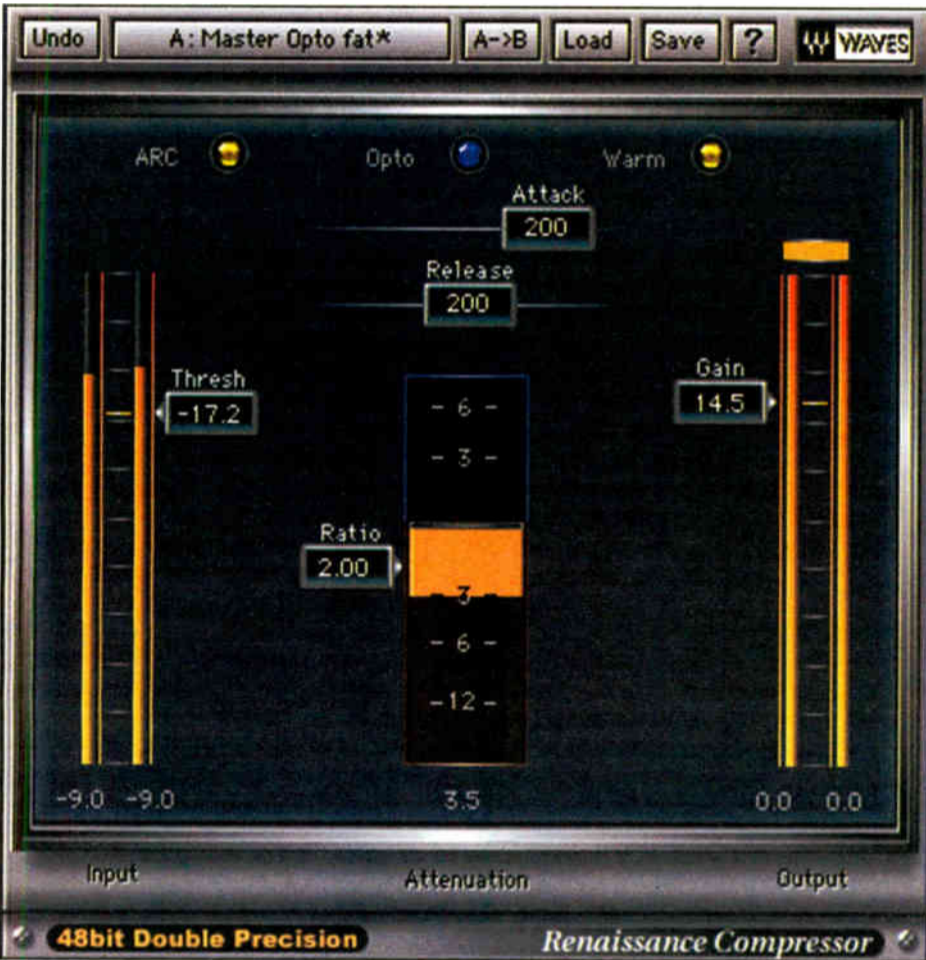 Undo A: Master Opto fat* A->B Load Save ? WAVES
ARC Opto Warm
Attack
200
Release
200
Thresh
-17.2
Gain
14.5
- 6 -
- 3 -
Ratio
2.00
- 3 -
- 6 -
-12 -
-9.0 -9.0 3.5 0.0 0.0
Input Attenuation Output
48bit Double Precision Renaissance Compressor